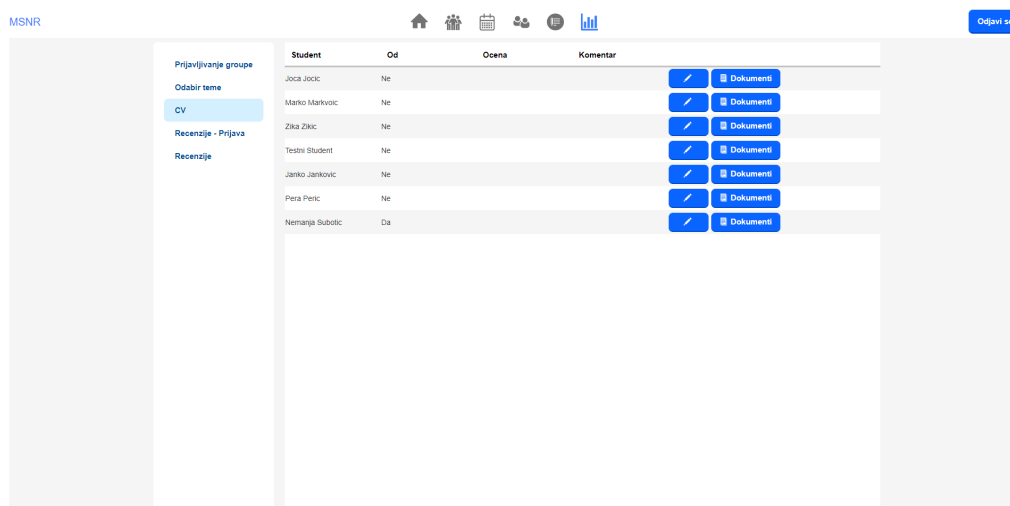 MSNR
Odjavi s
Prijavljivanje groupe
Odabir teme
CV
Recenzije - Prijava
Recenzije
Student Od Ocena Komentar
Joca Jocic Ne Dokumenti
Marko Markvoic Ne Dokumenti
Zika Zikic Ne Dokumenti
Testni Student Ne Dokumenti
Janko Jankovic Ne Dokumenti
Pera Peric Ne Dokumenti
Nemanja Subotic Da Dokumenti